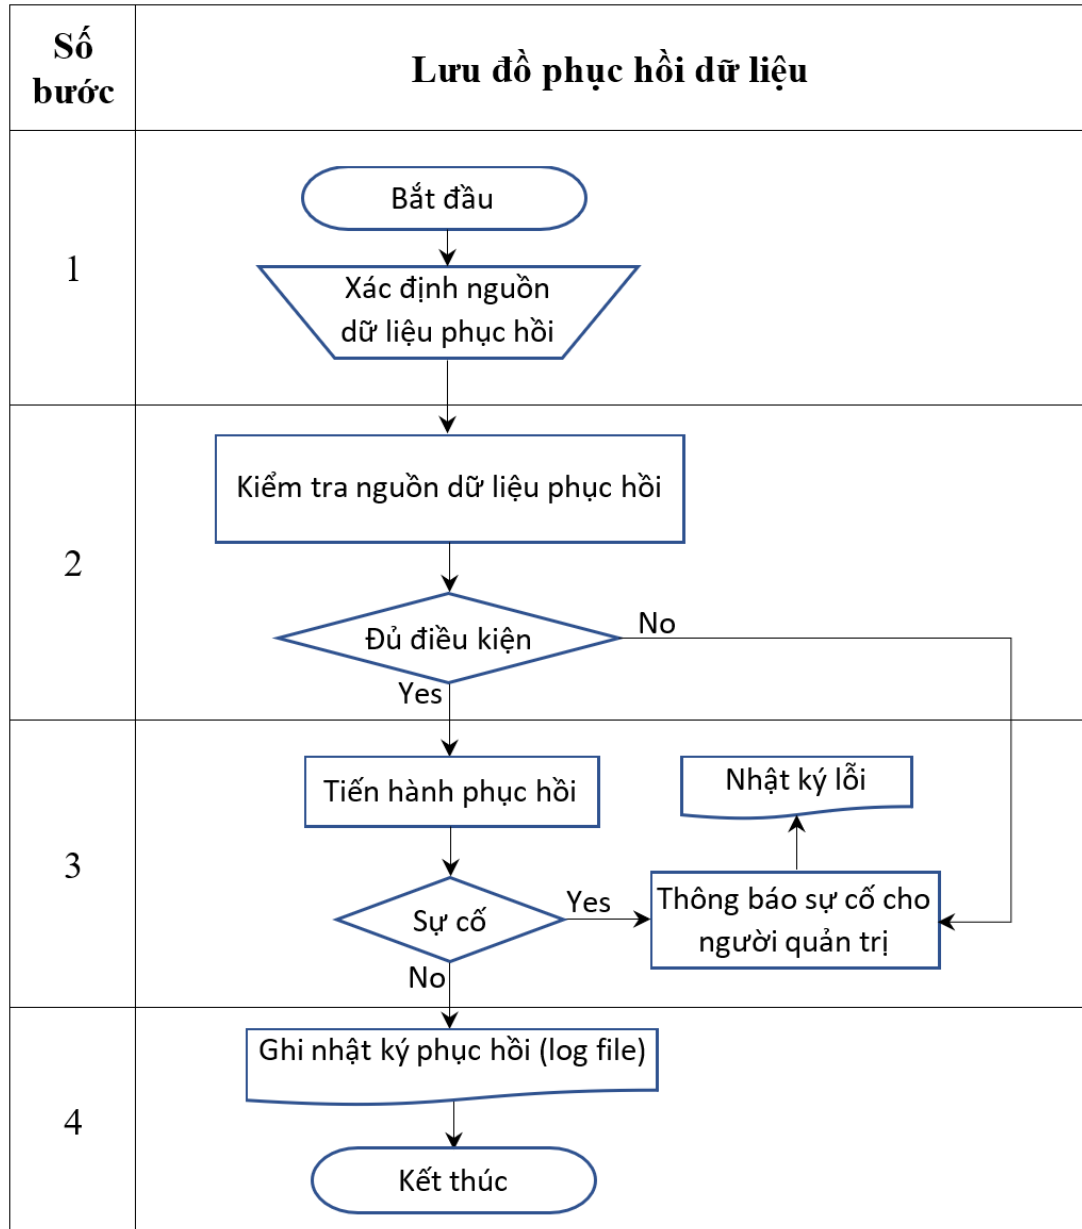 Số
bước
Lưu đồ phục hồi dữ liệu
1
Bắt đầu
Xác định nguồn
dữ liệu phục hồi
2
Kiểm tra nguồn dữ liệu phục hồi
Đủ điều kiện
No
Yes
3
Tiến hành phục hồi
Nhật ký lỗi
Sự cố
Yes
Thông báo sự cố cho
người quản trị
No
4
Ghi nhật ký phục hồi (log file)
Kết thúc